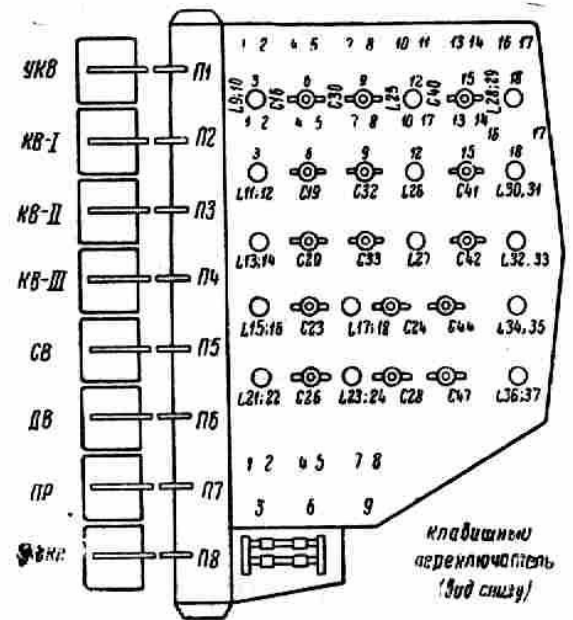 1 2 4 5 7 8 10 11 13 14 16 17
УКВ П1 L9;10 3 C16 6 C30 9 L25 12 C40 15 L28;29 18
1 2 4 5 7 8 10 17 13 14 16 17
КВ-I П2
3 6 9 12 15 18
L11;12 C19 C32 L26 C41 L30,31
КВ-II П3
L13;14 C20 C33 L27 C42 L32,33
КВ-III П4
L15;16 C23 L17;18 C24 C44 L34,35
СВ П5
L21;22 C26 L23;24 C28 C47 L36;37
ДВ П6
1 2 4 5 7 8
ПР П7 3 6 9
П8
Клавишный
переключатель
(вид снизу)